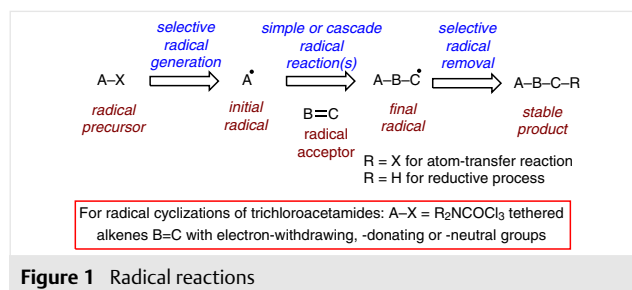 selective
radical
generation
simple or cascade
radical
reaction(s)
selective
radical
removal
A–X
A•
A–B–C•
A–B–C–R
radical
precursor
initial
radical
B=C
radical
acceptor
final
radical
stable
product
R = X for atom-transfer reaction
R = H for reductive process
For radical cyclizations of trichloroacetamides: A–X = R2NCOCl3 tethered
alkenes B=C with electron-withdrawing, -donating or -neutral groups
Figure 1 Radical reactions